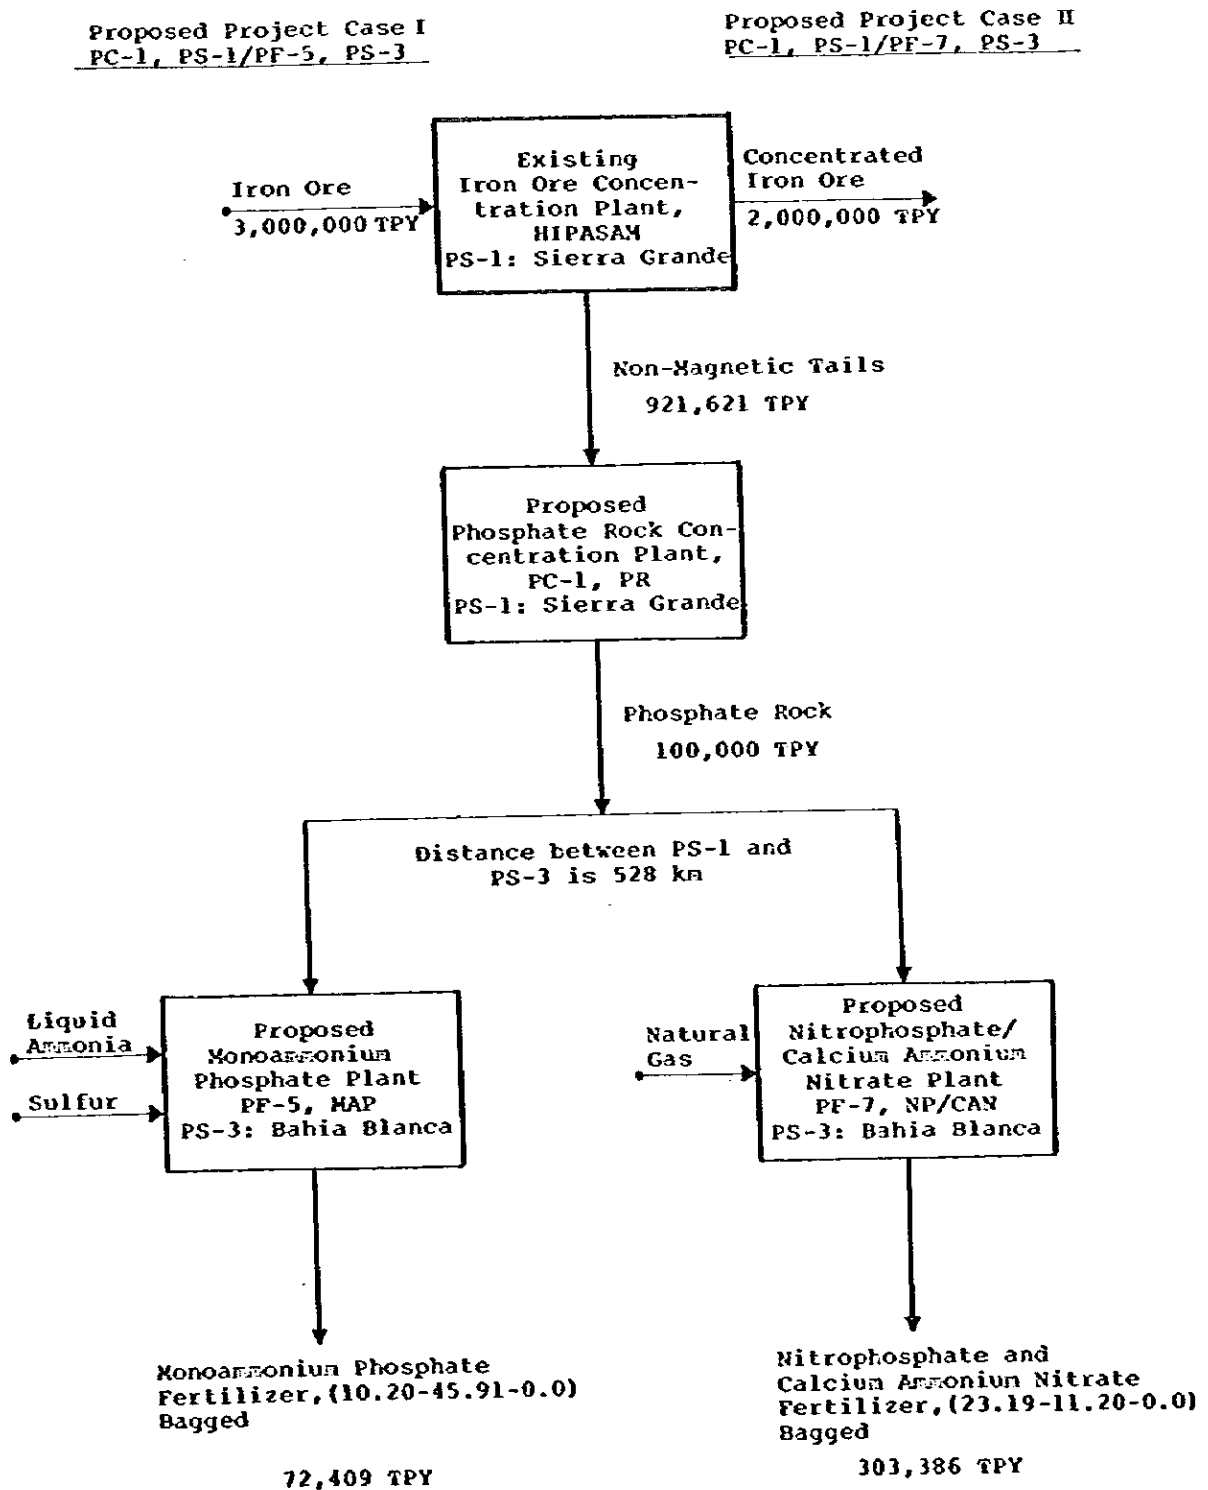 Proposed Project Case I
PC-1, PS-1/PF-5, PS-3
Proposed Project Case II
PC-1, PS-1/PF-7, PS-3
Existing
Iron Ore Concen-
tration Plant,
HIPASAM
PS-1: Sierra Grande
Iron Ore
3,000,000 TPY
Concentrated
Iron Ore
2,000,000 TPY
Non-Magnetic Tails
921,621 TPY
Proposed
Phosphate Rock Con-
centration Plant,
PC-1, PR
PS-1: Sierra Grande
Phosphate Rock
100,000 TPY
Distance between PS-1 and
PS-3 is 528 km
Liquid
Ammonia
Sulfur
Proposed
Monoammonium
Phosphate Plant
PF-5, MAP
PS-3: Bahia Blanca
Natural
Gas
Proposed
Nitrophosphate/
Calcium Ammonium
Nitrate Plant
PF-7, NP/CAN
PS-3: Bahia Blanca
Monoammonium Phosphate
Fertilizer,(10.20-45.91-0.0)
Bagged
72,409 TPY
Nitrophosphate and
Calcium Ammonium Nitrate
Fertilizer,(23.19-11.20-0.0)
Bagged
303,386 TPY